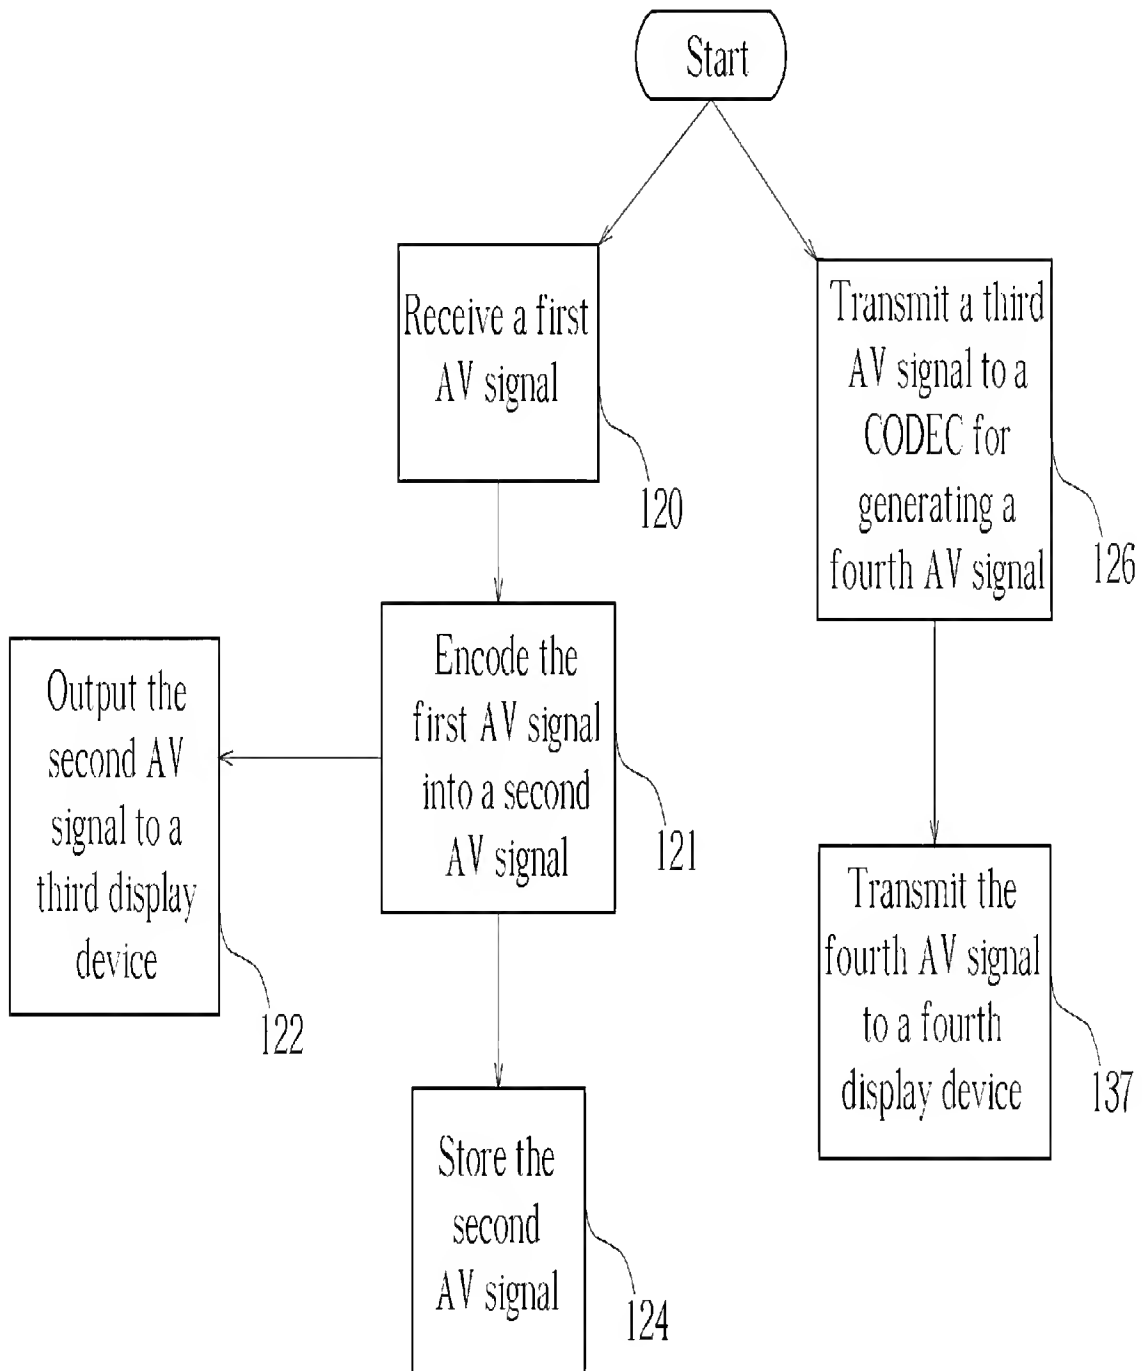 Start
Receive a first
AV signal
120
Transmit a third
AV signal to a
CODEC for
generating a
fourth AV signal
126
Output the
second AV
signal to a
third display
device
122
Encode the
first AV signal
into a second
AV signal
121
Transmit the
fourth AV signal
to a fourth
display device
137
Store the
second
AV signal
124